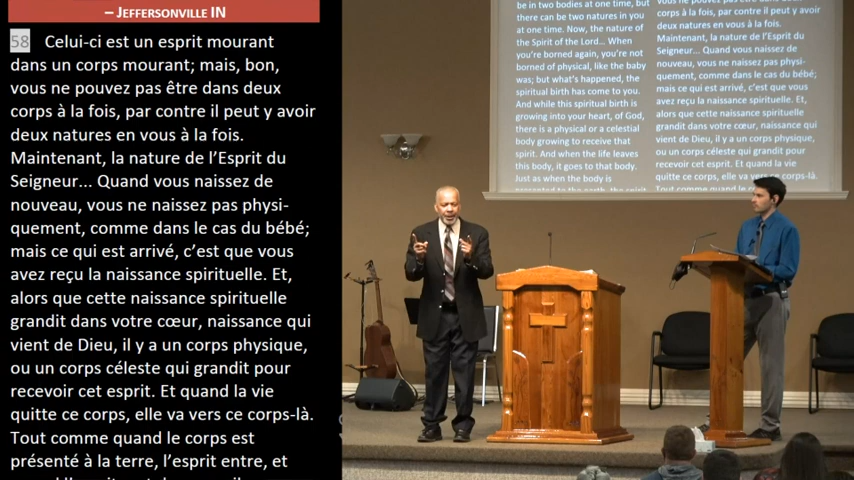 – JEFFERSONVILLE IN
58 Celui-ci est un esprit mourant
dans un corps mourant; mais, bon,
vous ne pouvez pas être dans deux
corps à la fois, par contre il peut y avoir
deux natures en vous à la fois.
Maintenant, la nature de l’Esprit du
Seigneur... Quand vous naissez de
nouveau, vous ne naissez pas physi-
quement, comme dans le cas du bébé;
mais ce qui est arrivé, c’est que vous
avez reçu la naissance spirituelle. Et,
alors que cette naissance spirituelle
grandit dans votre cœur, naissance qui
vient de Dieu, il y a un corps physique,
ou un corps céleste qui grandit pour
recevoir cet esprit. Et quand la vie
quitte ce corps, elle va vers ce corps-là.
Tout comme quand le corps est
présenté à la terre, l’esprit entre, et
be in two bodies at one time, but
there can be two natures in you
at one time. Now, the nature of
the Spirit of the Lord... When
you’re borned again, you’re not
borned of physical, like the baby
was; but what’s happened, the
spiritual birth has come to you.
And while this spiritual birth is
growing into your heart, of God,
there is a physical or a celestial
body growing to receive that
spirit. And when the life leaves
this body, it goes to that body.
Just as when the body is
presented to the earth, the spirit
vous ne pouvez pas être dans deux
corps à la fois, par contre il peut y avoir
deux natures en vous à la fois.
Maintenant, la nature de l’Esprit du
Seigneur... Quand vous naissez de
nouveau, vous ne naissez pas physi-
quement, comme dans le cas du bébé;
mais ce qui est arrivé, c’est que vous
avez reçu la naissance spirituelle. Et,
alors que cette naissance spirituelle
grandit dans votre cœur, naissance qui
vient de Dieu, il y a un corps physique,
ou un corps céleste qui grandit pour
recevoir cet esprit. Et quand la vie
quitte ce corps, elle va vers ce corps-là.
Tout comme quand le